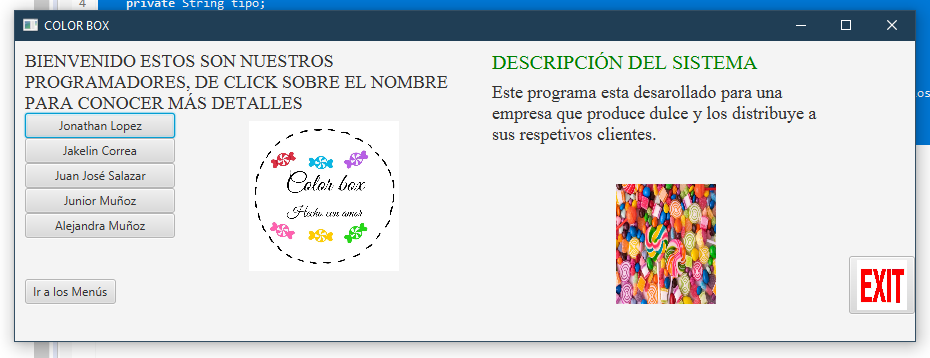 4 private String tipo;
COLOR BOX
BIENVENIDO ESTOS SON NUESTROS
PROGRAMADORES, DE CLICK SOBRE EL NOMBRE
PARA CONOCER MÁS DETALLES
Jonathan Lopez
Jakelin Correa
Juan José Salazar
Junior Muñoz
Alejandra Muñoz
Ir a los Menús
Color box
Hecho con amor
DESCRIPCIÓN DEL SISTEMA
Este programa esta desarollado para una
empresa que produce dulce y los distribuye a
sus respetivos clientes.
os
EXIT